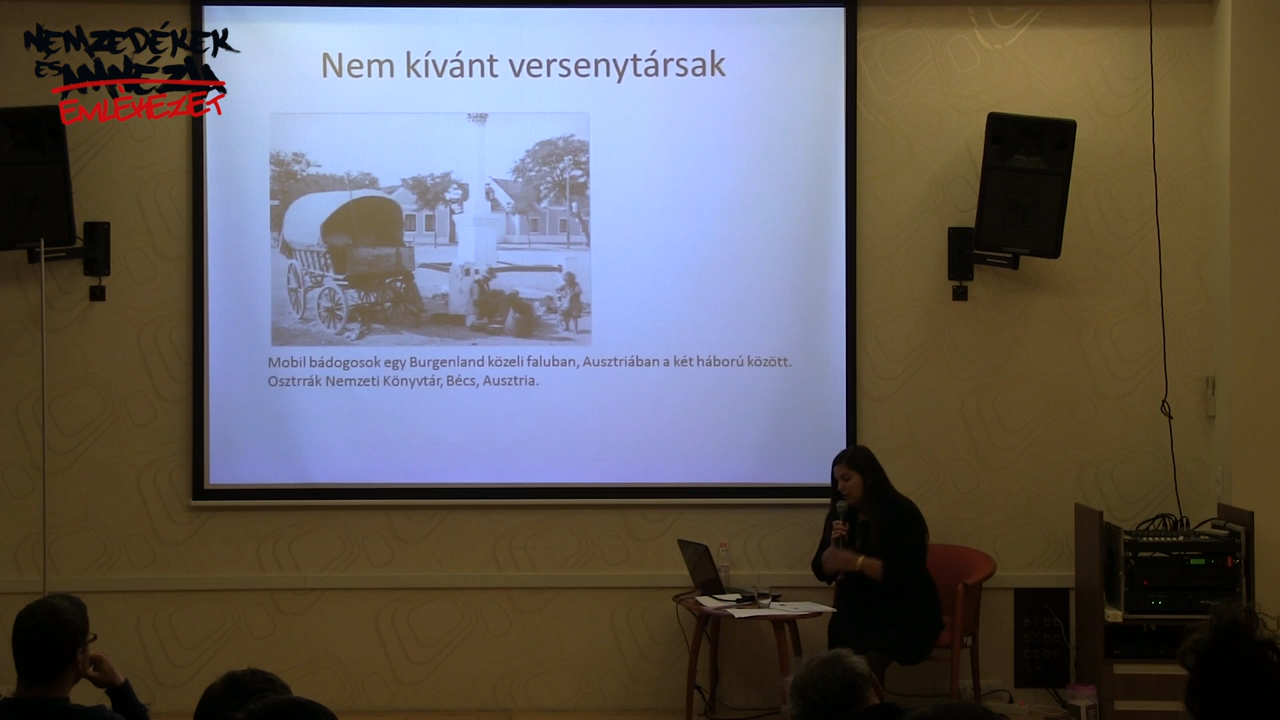 NEMZEDÉKEK
ÉS AMNÉZIA
EMLÉKEZET
Nem kívánt versenytársak
Mobil bádogosok egy Burgenland közeli faluban, Ausztriában a két háború között.
Osztrrák Nemzeti Könyvtár, Bécs, Ausztria.